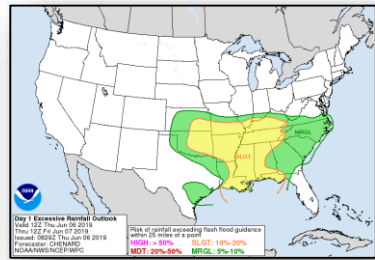 MRGL
SLGT
NOAA
Day 1 Excessive Rainfall Outlook
Valid 12Z Thu Jun 06 2019
Thru 12Z Fri Jun 07 2019
Issued: 0829Z Thu Jun 06 2019
Forecaster: CHENARD
NOAA/NWS/NCEP/WPC
Risk of rainfall exceeding flash flood guidance
within 25 miles of a point
HIGH: > 50% SLGT: 10%-20%
MDT: 20%-50% MRGL: 5%-10%